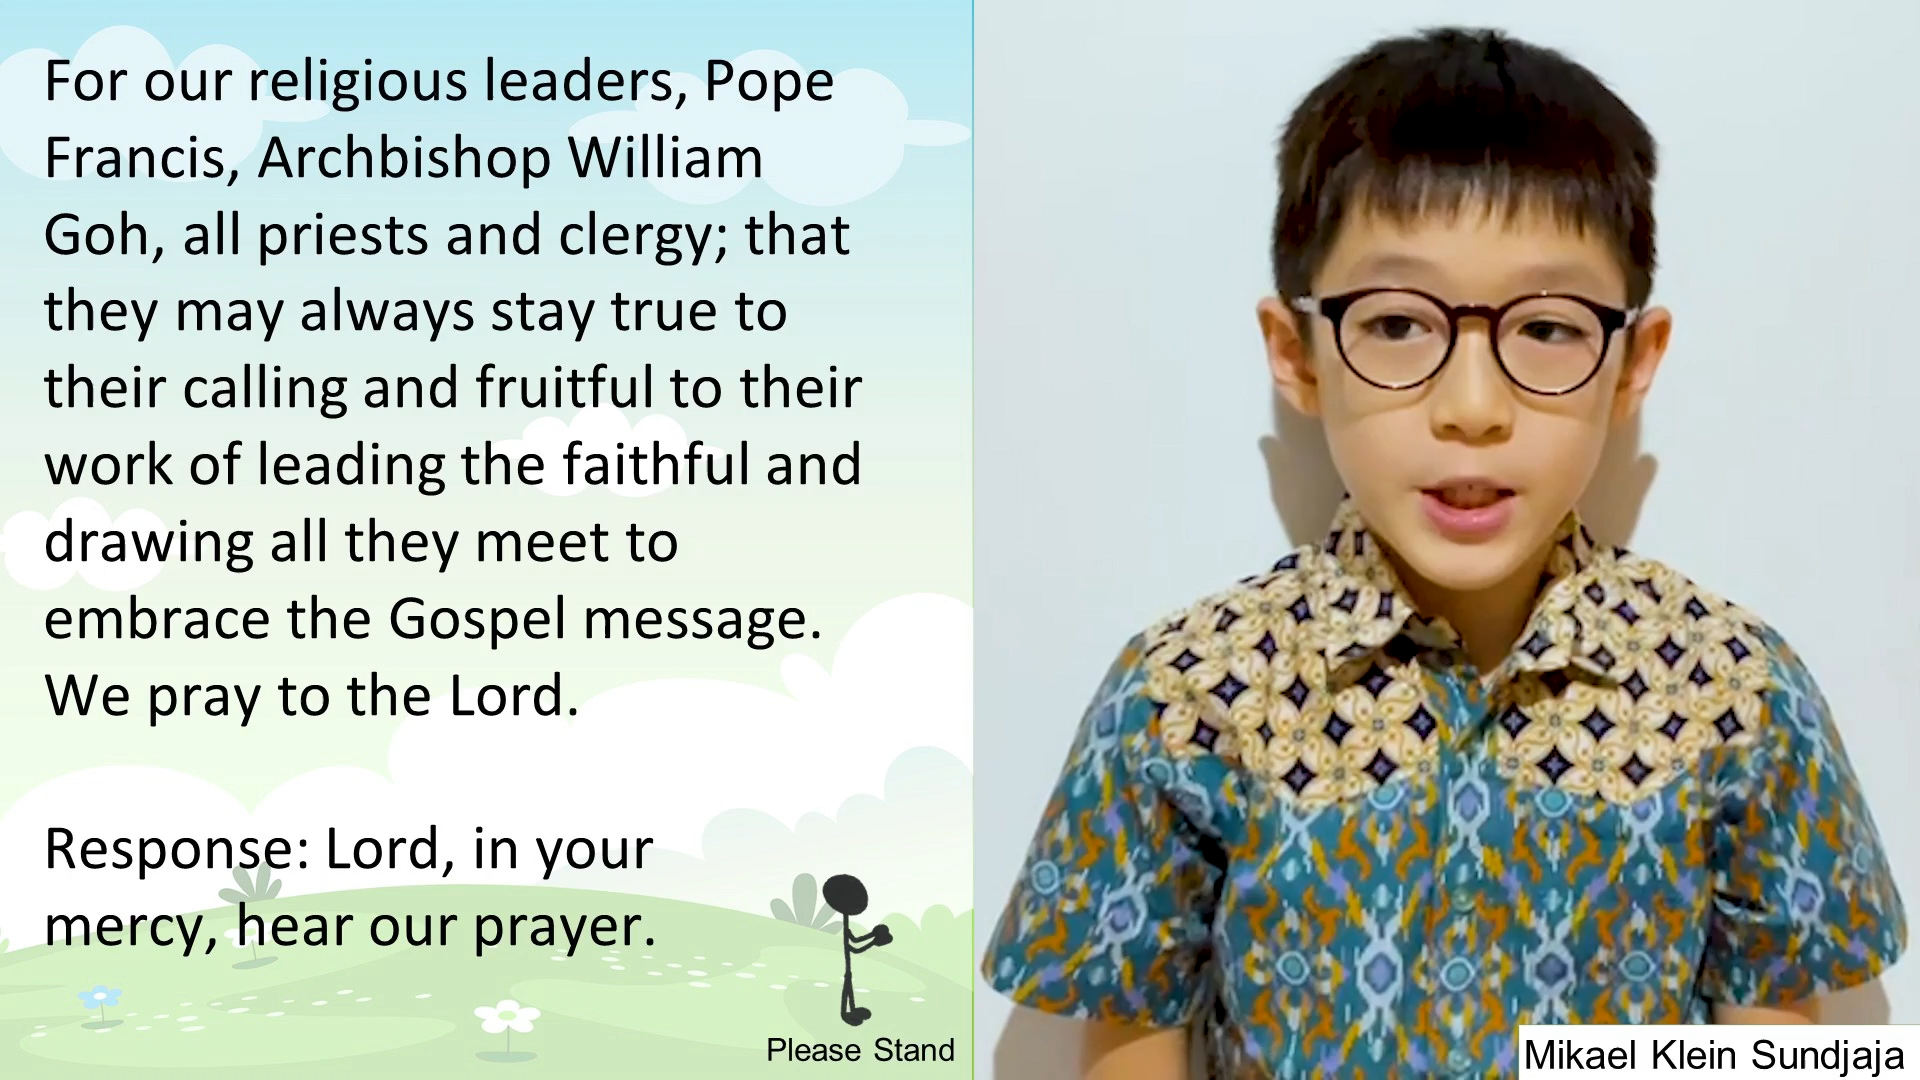 For our religious leaders, Pope
Francis, Archbishop William
Goh, all priests and clergy; that
they may always stay true to
their calling and fruitful to their
work of leading the faithful and
drawing all they meet to
embrace the Gospel message.
We pray to the Lord.
Response: Lord, in your
mercy, hear our prayer.
Please Stand
Mikael Klein Sundjaja